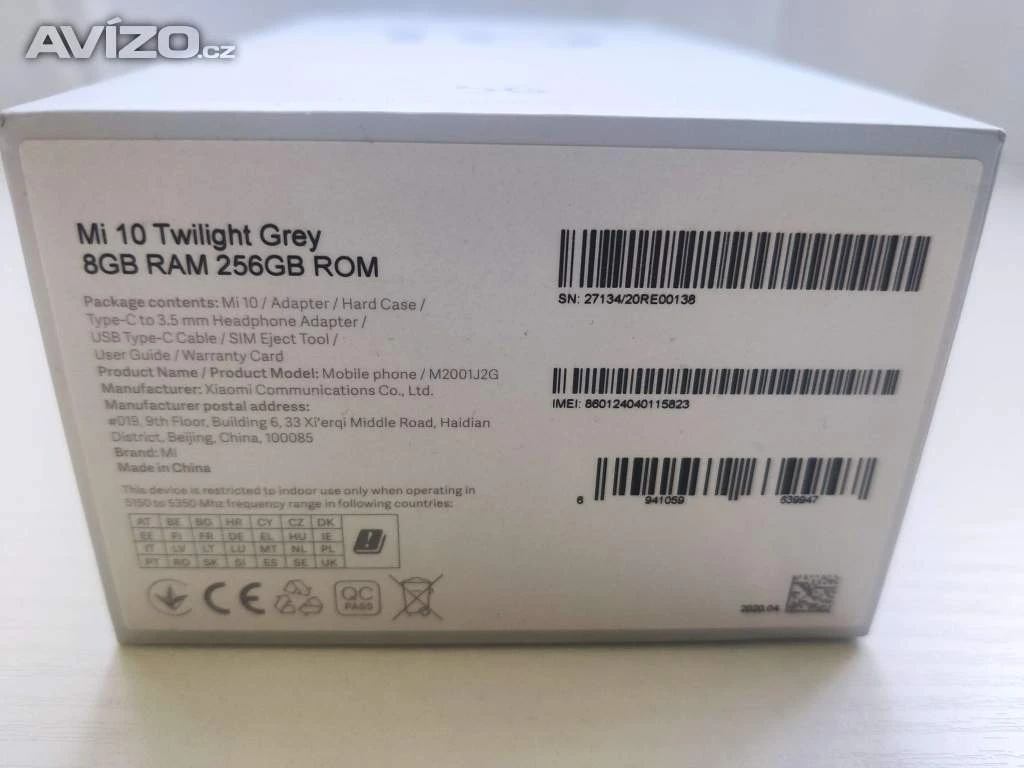 AVÍZO.cz
Mi 10 Twilight Grey
8GB RAM 256GB ROM
Package contents: Mi 10 / Adapter / Hard Case /
Type-C to 3.5 mm Headphone Adapter /
USB Type-C Cable / SIM Eject Tool /
User Guide / Warranty Card
Product Name / Product Model: Mobile phone / M2001J2G
Manufacturer: Xiaomi Communications Co., Ltd.
Manufacturer postal address:
#019, 9th Floor, Building 6, 33 Xi'erqi Middle Road, Haidian
District, Beijing, China, 100085
Brand: Mi
Made in China
This device is restricted to indoor use only when operating in
5150 to 5350 Mhz frequency range in following countries:
AT BE BG HR CY CZ DK
EE FI FR DE EL HU IE
IT LV LT LU MT NL PL
PT RO SK SI ES SE UK
CE
QC
PASS
SN: 27134/20RE00138
IMEI: 860124040115823
6 941059 639947
2020.04